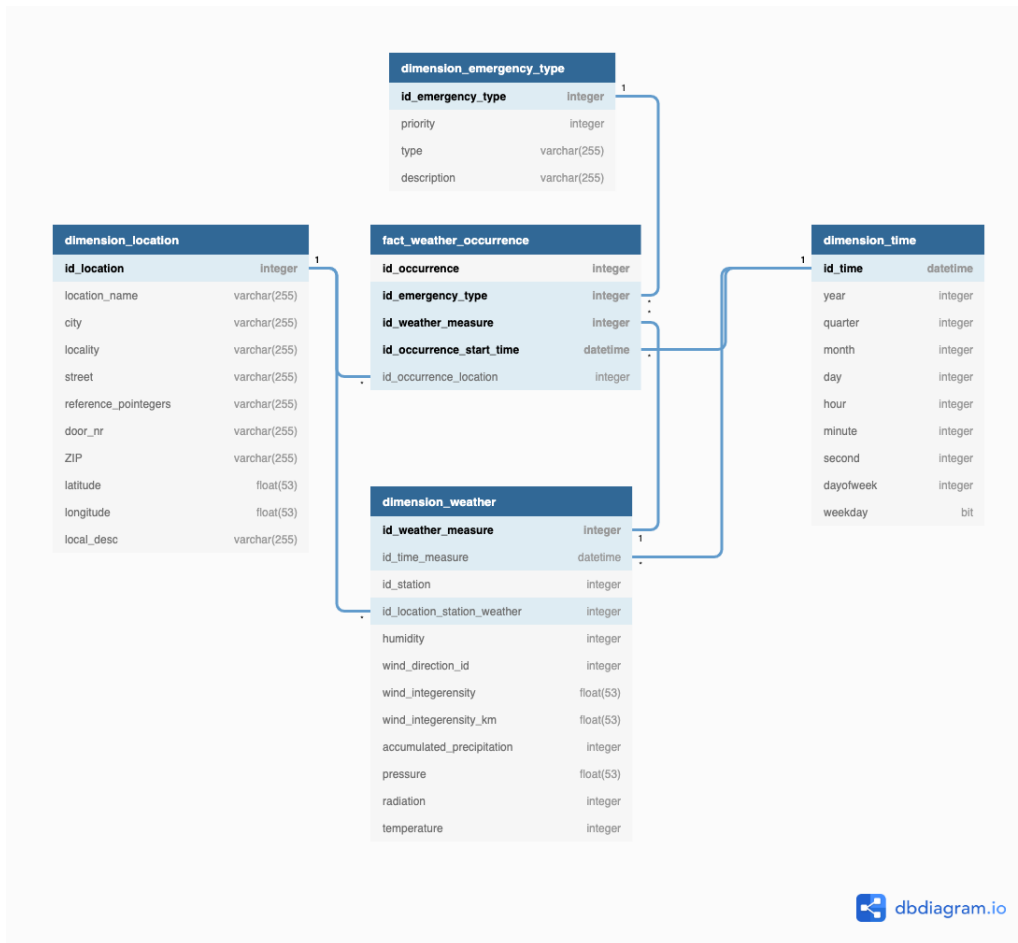 dimension_emergency_type
1
id_emergency_type integer
priority integer
type varchar(255)
description varchar(255)
dimension_location
1
id_location integer
location_name varchar(255)
city varchar(255)
locality varchar(255)
street varchar(255)
reference_pointegers varchar(255)
door_nr varchar(255)
ZIP varchar(255)
latitude float(53)
longitude float(53)
local_desc varchar(255)
fact_weather_occurrence
id_occurrence integer
id_emergency_type integer
*
*
id_weather_measure integer
id_occurrence_start_time datetime
*
id_occurrence_location integer
*
dimension_time
1
id_time datetime
year integer
quarter integer
month integer
day integer
hour integer
minute integer
second integer
dayofweek integer
weekday bit
dimension_weather
id_weather_measure integer
1
id_time_measure datetime
*
id_station integer
id_location_station_weather integer
*
humidity integer
wind_direction_id integer
wind_integerensity float(53)
wind_integerensity_km float(53)
accumulated_precipitation integer
pressure float(53)
radiation integer
temperature integer
dbdiagram.io